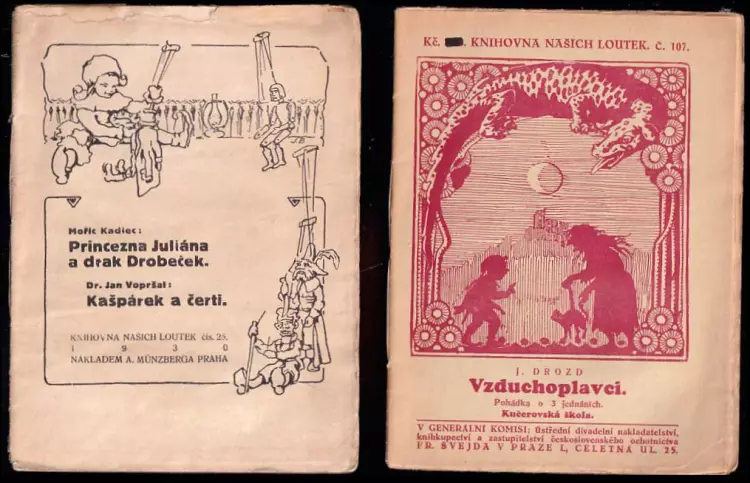 Mořic Kadlec:
Princezna Juliána
a drak Drobeček.
Dr. Jan Vopršal:
Kašpárek a čerti.
KNIHOVNA NAŠICH LOUTEK čís. 25.
1 9 3 0
NÁKLADEM A. MÜNZBERGA PRAHA
Kč. KNIHOVNA NAŠICH LOUTEK. Č. 107.
J. DROZD
Vzduchoplavci.
Pohádka o 3 jednáních.
Kučerovská škola.
V GENERÁLNÍ KOMISI: Ústřední divadelní nakladatelství,
knihkupectví a zastupitelství československého ochotnictva
FR. ŠVEJDA V PRAZE I., CELETNÁ UL. 25.